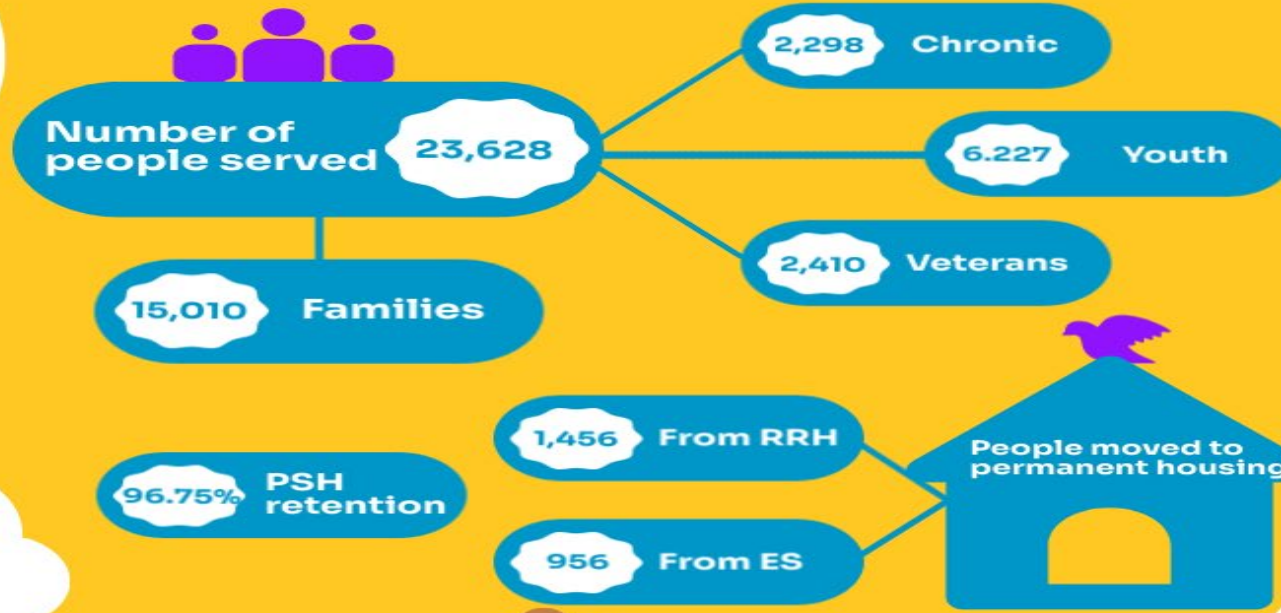 Number of
people served
23,628
2,298 Chronic
6.227 Youth
2,410 Veterans
15,010 Families
96.75% PSH
retention
1,456 From RRH
956 From ES
People moved to
permanent housing